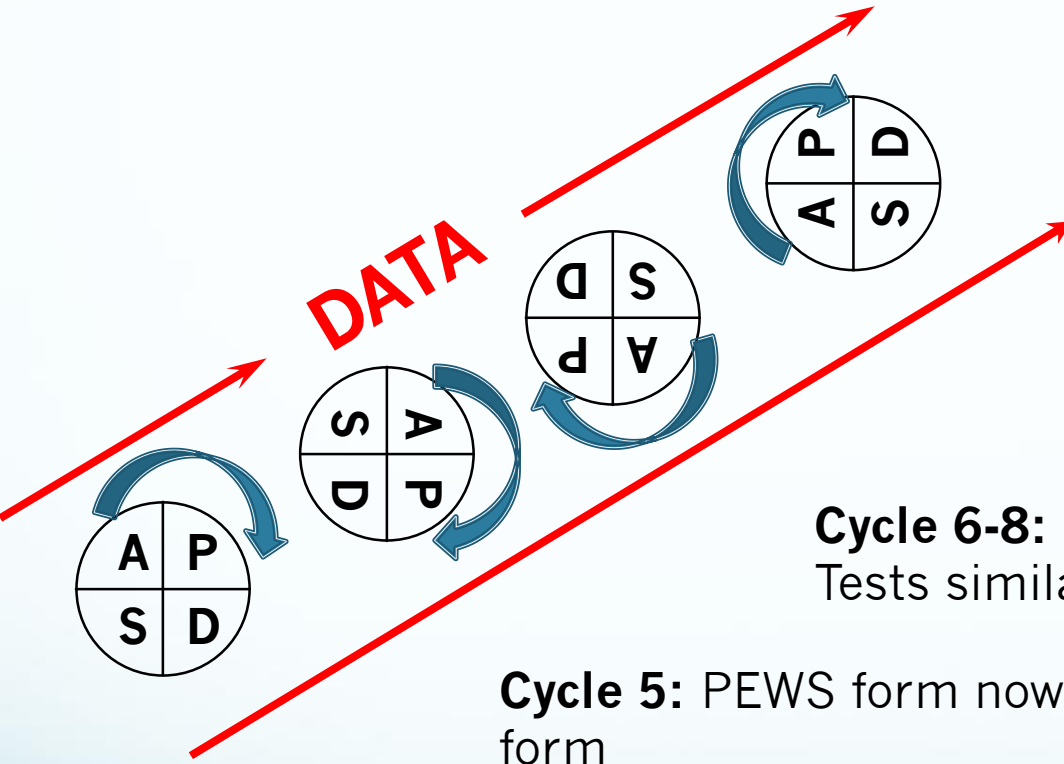 P D
A S
DATA
D S
P A
S A
D P
A P
S D
Cycle 6-8:
Tests simila
Cycle 5: PEWS form now
form